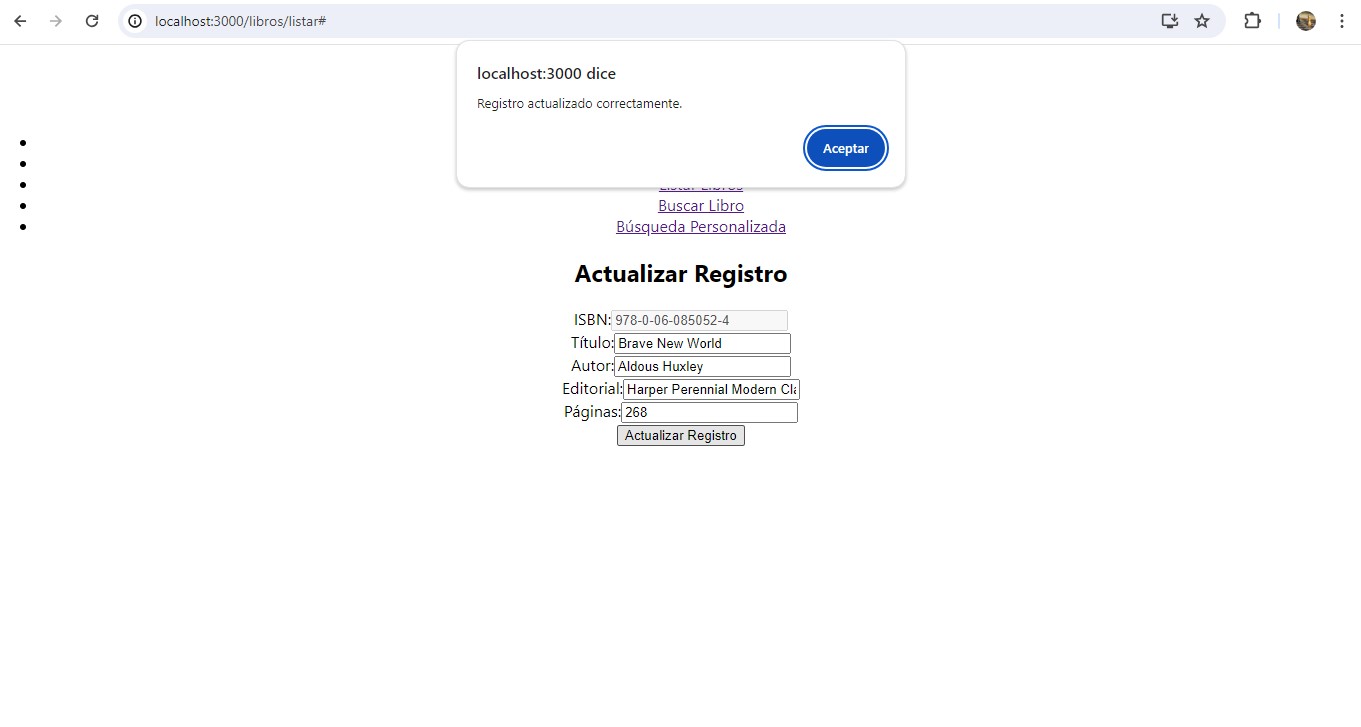 localhost:3000/libros/listar#
localhost:3000 dice
Registro actualizado correctamente.
Aceptar
Listar Libros
Buscar Libro
Búsqueda Personalizada
Actualizar Registro
ISBN: 978-0-06-085052-4
Título: Brave New World
Autor: Aldous Huxley
Editorial: Harper Perennial Modern Cla
Páginas: 268
Actualizar Registro